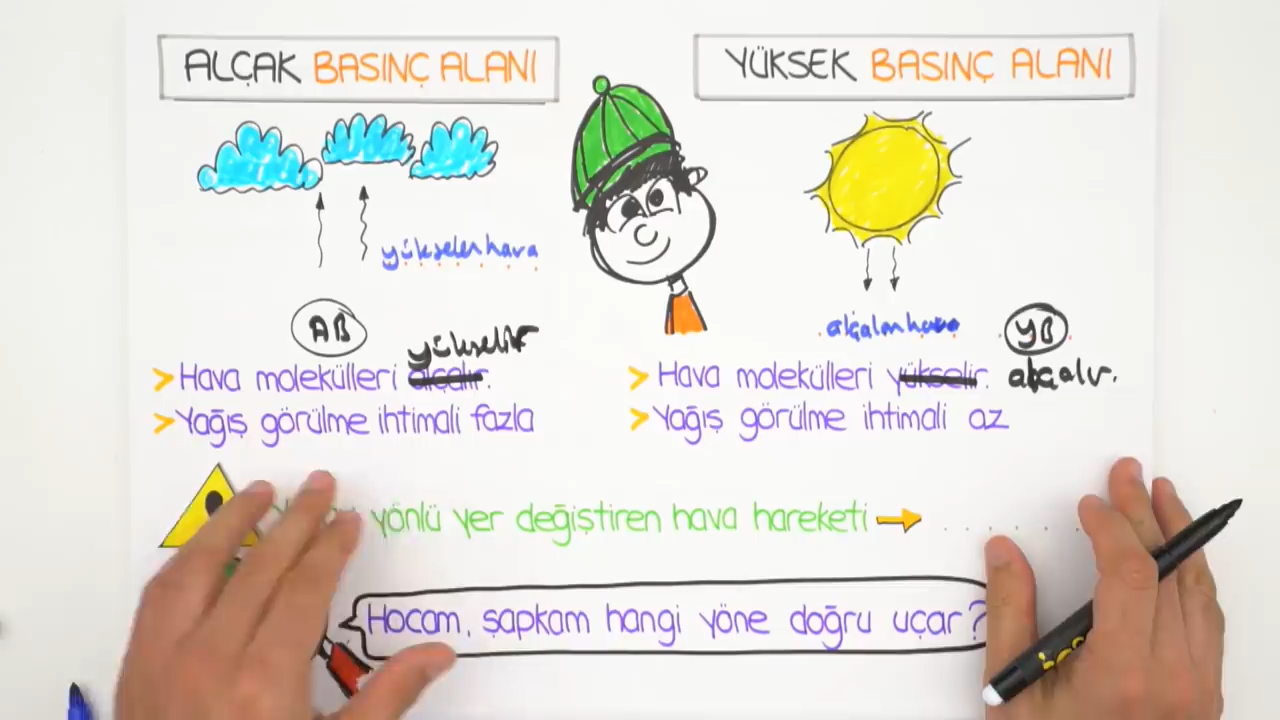 ALÇAK BASINÇ ALANI
YÜKSEK BASINÇ ALANI
yükselen hava
alçalan hava
AB
YB
yükselir
> Hava molekülleri alçalır.
> Yağış görülme ihtimali fazla
> Hava molekülleri yükselir. alçalır.
> Yağış görülme ihtimali az
yönlü yer değiştiren hava hareketi → . . . . .
Hocam, şapkam hangi yöne doğru uçar?